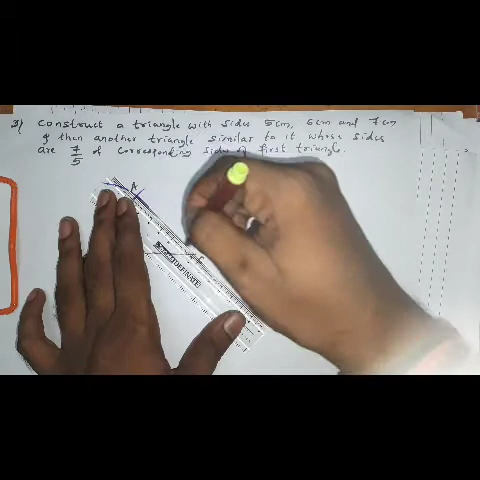 3) Construct a triangle with sides 5cm, 6cm and 7cm
& then another triangle similar to it whose sides
are 7/5 of corresponding sides of first triangle.
A